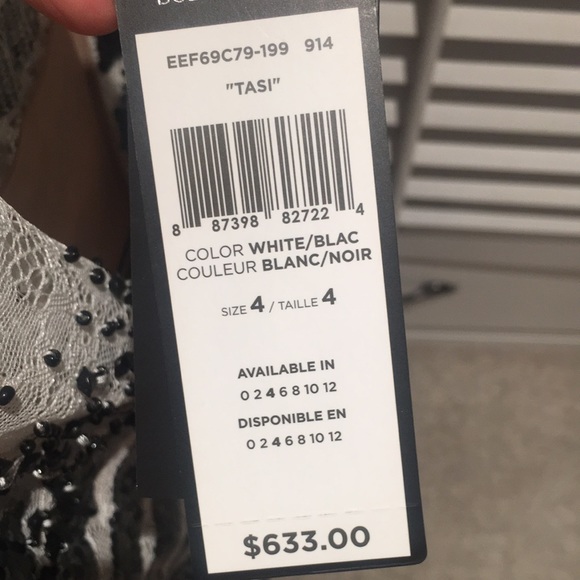 EEF69C79-199 914
"TASI"
8 87398 82722 4
COLOR WHITE/BLAC
COULEUR BLANC/NOIR
SIZE 4 / TAILLE 4
AVAILABLE IN
0 2 4 6 8 10 12
DISPONIBLE EN
0 2 4 6 8 10 12
$633.00